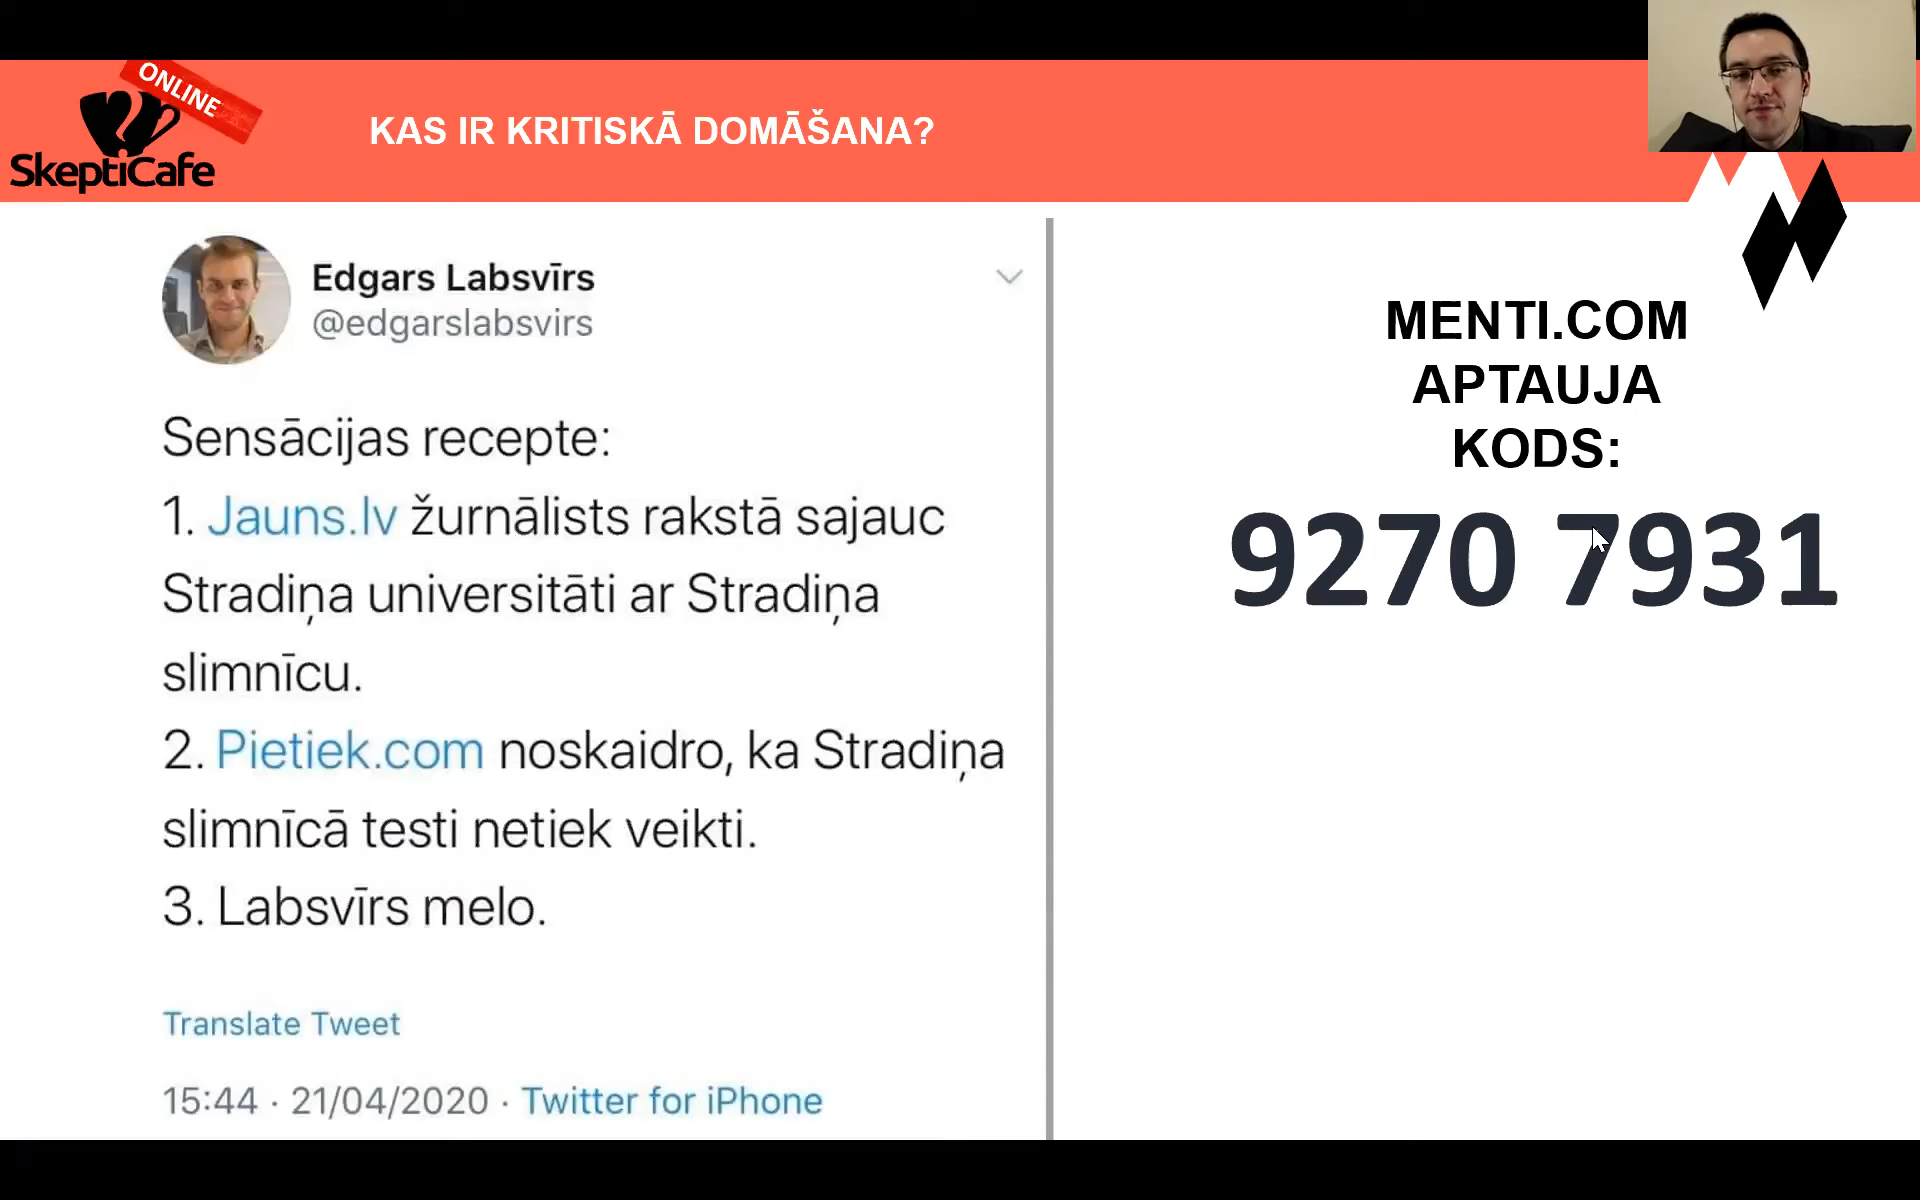 ONLINE
SkeptiCafe
KAS IR KRITISKĀ DOMĀŠANA?
Edgars Labsvīrs
@edgarslabsvirs
Sensācijas recepte:
1. Jauns.lv žurnālists rakstā sajauc
Stradiņa universitāti ar Stradiņa
slimnīcu.
2. Pietiek.com noskaidro, ka Stradiņa
slimnīcā testi netiek veikti.
3. Labsvīrs melo.
Translate Tweet
15:44 · 21/04/2020 · Twitter for iPhone
MENTI.COM
APTAUJA
KODS:
9270 7931